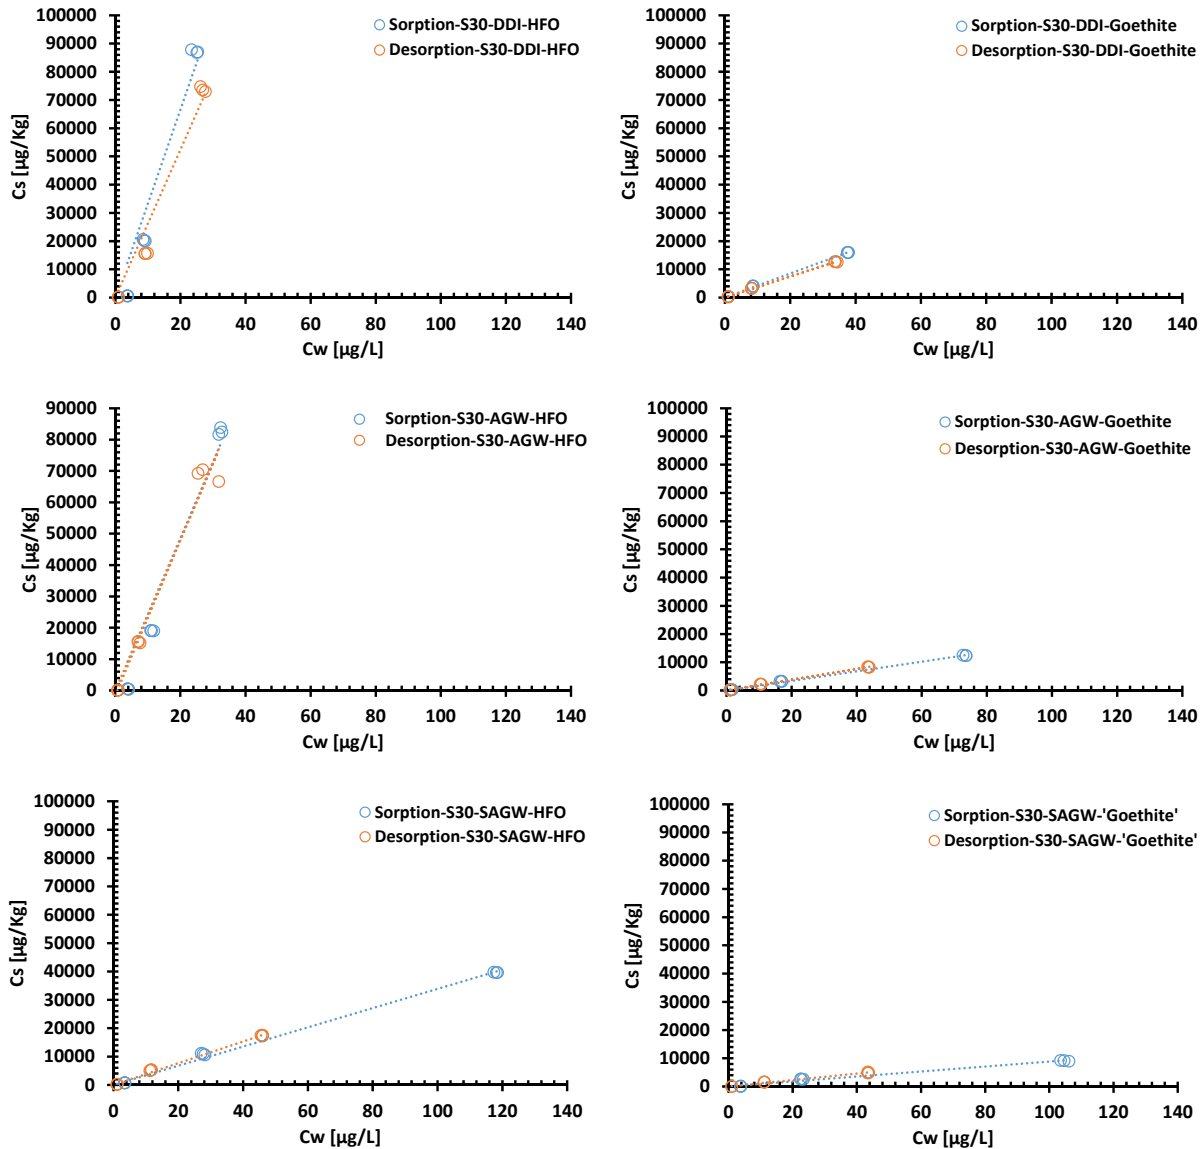 Sorption-S30-DDI-HFO
Desorption-S30-DDI-HFO
Cs [µg/Kg]
100000
90000
80000
70000
60000
50000
40000
30000
20000
10000
0
0 20 40 60 80 100 120 140
Cw [µg/L]
Sorption-S30-DDI-Goethite
Desorption-S30-DDI-Goethite
Cs [µg/Kg]
100000
90000
80000
70000
60000
50000
40000
30000
20000
10000
0
0 20 40 60 80 100 120 140
Cw [µg/L]
Sorption-S30-AGW-HFO
Desorption-S30-AGW-HFO
Cs [µg/Kg]
90000
80000
70000
60000
50000
40000
30000
20000
10000
0
0 20 40 60 80 100 120 140
Cw [µg/L]
Sorption-S30-AGW-Goethite
Desorption-S30-AGW-Goethite
Cs [µg/Kg]
100000
90000
80000
70000
60000
50000
40000
30000
20000
10000
0
0 20 40 60 80 100 120 140
Cw [µg/L]
Sorption-S30-SAGW-HFO
Desorption-S30-SAGW-HFO
Cs [µg/Kg]
100000
90000
80000
70000
60000
50000
40000
30000
20000
10000
0
0 20 40 60 80 100 120 140
Cw [µg/L]
Sorption-S30-SAGW-'Goethite'
Desorption-S30-SAGW-'Goethite'
Cs [µg/Kg]
100000
90000
80000
70000
60000
50000
40000
30000
20000
10000
0
0 20 40 60 80 100 120 140
Cw [µg/L]